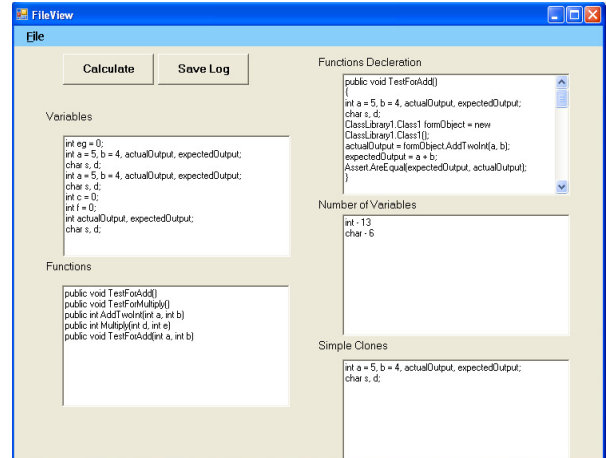 FileView
File
Calculate
Save Log
Variables
int eg = 0;
int a = 5, b = 4, actualOutput, expectedOutput;
char s, d;
int a = 5, b = 4, actualOutput, expectedOutput;
char s, d;
int c = 0;
int f = 0;
int actualOutput, expectedOutput;
char s, d;
Functions
public void TestForAdd()
public void TestForMultiply()
public int AddTwoInt(int a, int b)
public int Multiply(int d, int e)
public void TestForAdd(int a, int b)
Functions Decleration
public void TestForAdd()
{
int a = 5, b = 4, actualOutput, expectedOutput;
char s, d;
ClassLibrary1.Class1 formObject = new
ClassLibrary1.Class1();
actualOutput = formObject.AddTwoInt(a, b);
expectedOutput = a + b;
Assert.AreEqual(expectedOutput, actualOutput);
}
Number of Variables
int - 13
char - 6
Simple Clones
int a = 5, b = 4, actualOutput, expectedOutput;
char s, d;